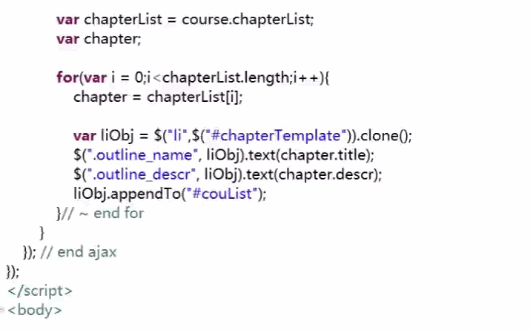 var chapterList = course.chapterList;
var chapter;
for(var i = 0;i<chapterList.length;i++){
chapter = chapterList[i];
var liObj = $("li",$("#chapterTemplate")).clone();
$(".outline_name", liObj).text(chapter.title);
$(".outline_descr", liObj).text(chapter.descr);
liObj.appendTo("#couList");
}// ~ end for
}
}); // end ajax
});
</script>
<body>